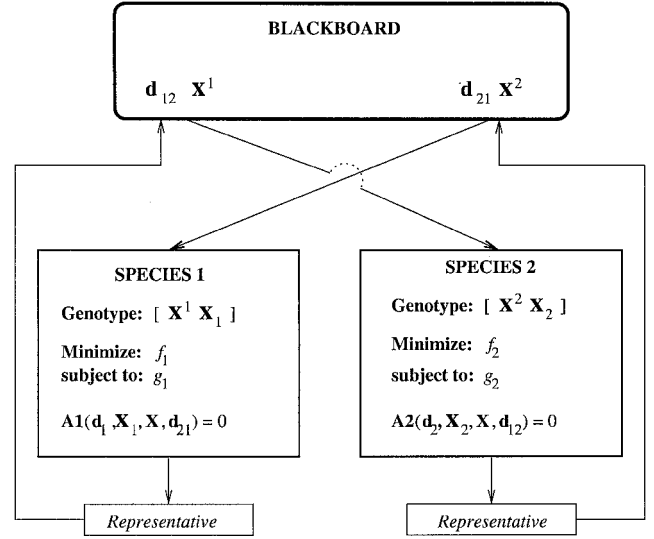 BLACKBOARD
d₁₂ X¹
d₂₁ X²
SPECIES 1
Genotype: [ X¹ X₁ ]
Minimize: f₁
subject to: g₁
A1(d₁ ,X₁, X, d₂₁) = 0
Representative
SPECIES 2
Genotype: [ X² X₂ ]
Minimize: f₂
subject to: g₂
A2(d₂, X₂, X, d₁₂) = 0
Representative